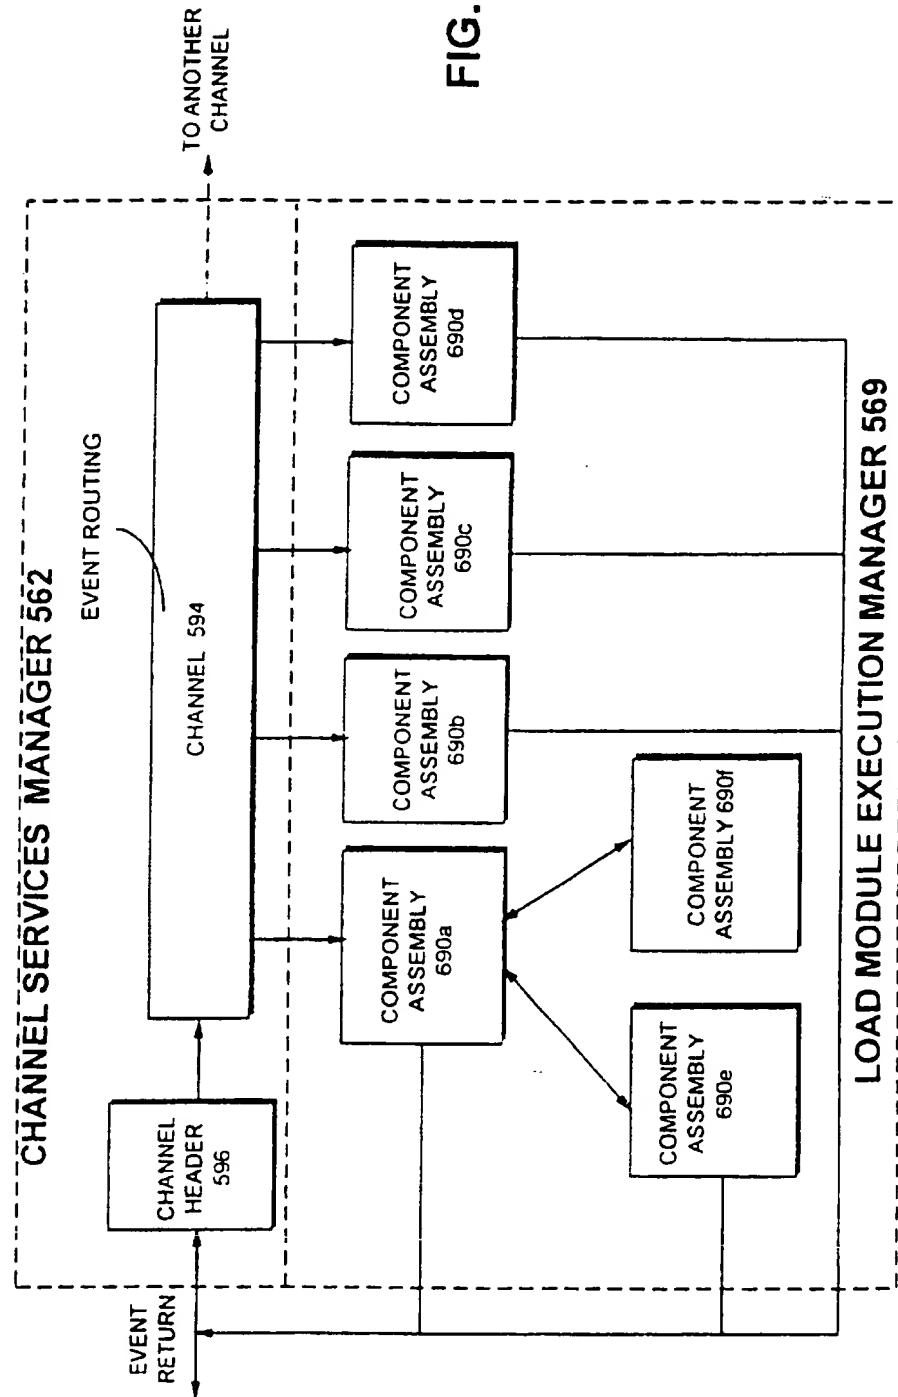 FIG.
CHANNEL SERVICES MANAGER 562
EVENT ROUTING
TO ANOTHER
CHANNEL
EVENT
RETURN
CHANNEL
HEADER
596
CHANNEL 594
COMPONENT
ASSEMBLY
690a
COMPONENT
ASSEMBLY
690b
COMPONENT
ASSEMBLY
690c
COMPONENT
ASSEMBLY
690d
COMPONENT
ASSEMBLY
690e
COMPONENT
ASSEMBLY 690f
LOAD MODULE EXECUTION MANAGER 569